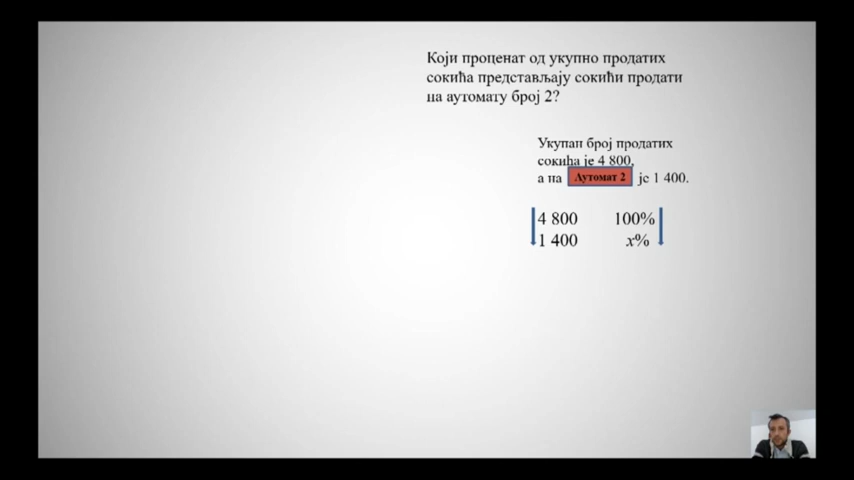 Који проценат од укупно продатих
сокића представљају сокићи продати
на аутомату број 2?
Укупан број продатих
сокића је 4 800,
а на Аутомат 2 је 1 400.
4 800 100%
1 400 x%